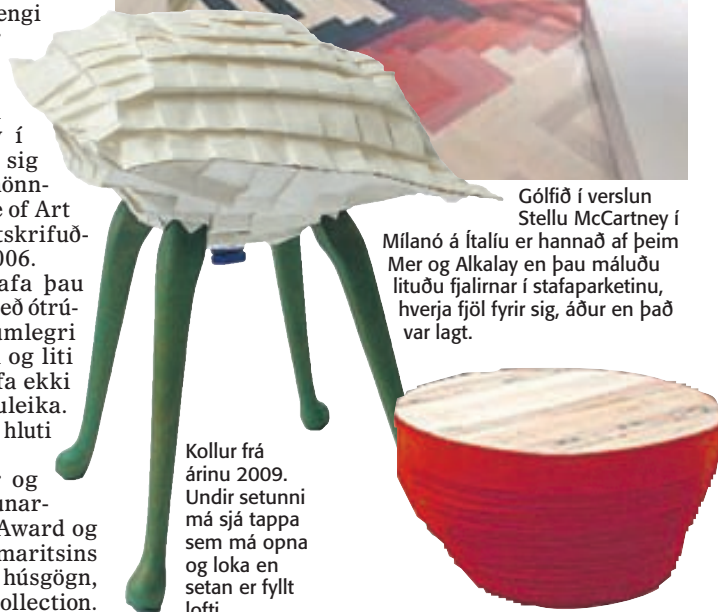 engi
í
sig
önn-
e of Art
tskrifuð-
006.
afa þau
eð ótrú-
umlegri
og liti
fa ekki
uleika.
hluti
og
unar-
Award og
maritsins
húsgögn,
ollection.
Gólfið í verslun
Stellu McCartney í
Mílanó á Ítalíu er hannað af þeim
Mer og Alkalay en þau máluðu
lituðu fjalirnar í stafaparketinu,
hverja fjöl fyrir sig, áður en það
var lagt.
Kollur frá
árinu 2009.
Undir setunni
má sjá tappa
sem má opna
og loka en
setan er fyllt
lofti